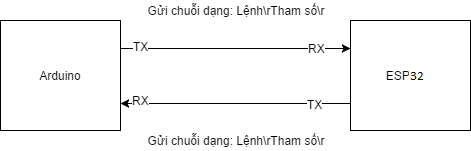 Gửi chuỗi dạng: Lệnh\rTham số\r
TX RX
Arduino ESP32
RX TX
Gửi chuỗi dạng: Lệnh\rTham số\r